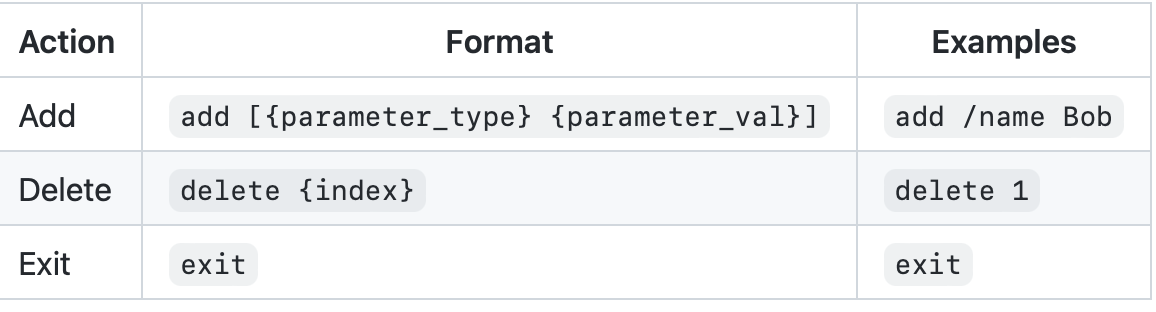 Action Format Examples
Add add [{parameter_type} {parameter_val}] add /name Bob
Delete delete {index} delete 1
Exit exit exit